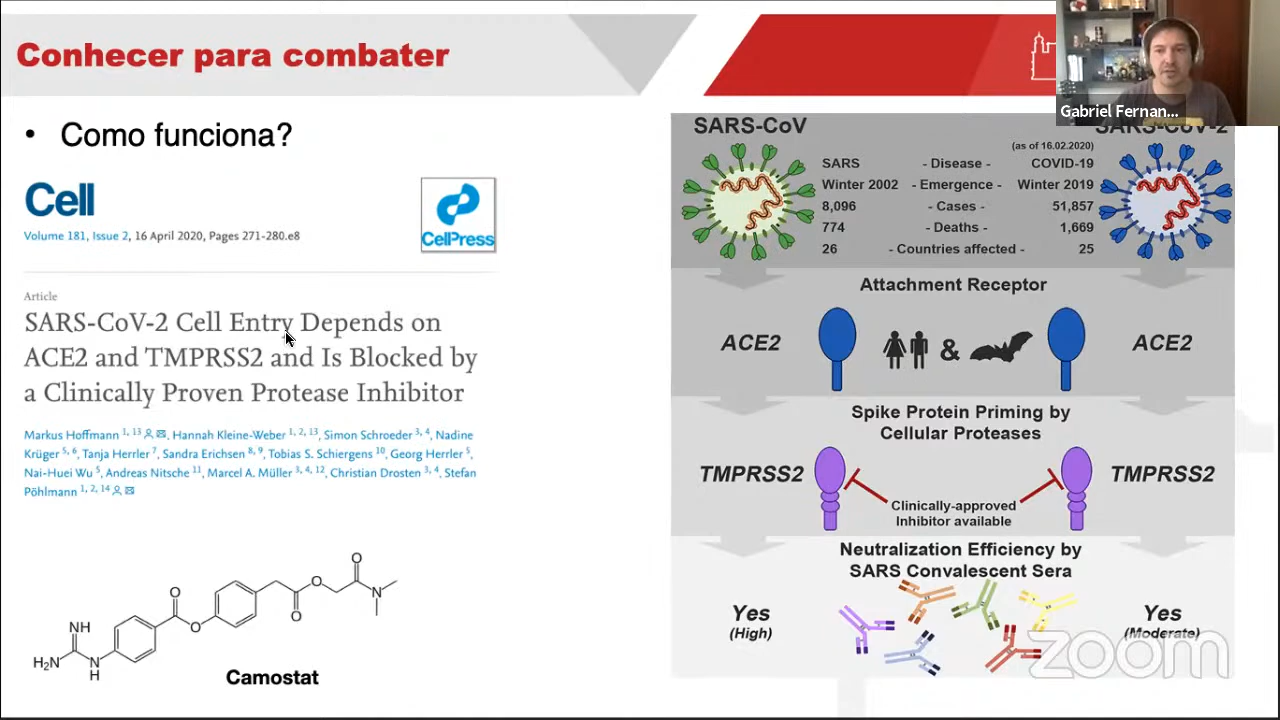 Conhecer para combater
Gabriel Fernan...
• Como funciona?
Cell
CellPress
Volume 181, Issue 2, 16 April 2020, Pages 271-280.e8
Article
SARS-CoV-2 Cell Entry Depends on
ACE2 and TMPRSS2 and Is Blocked by
a Clinically Proven Protease Inhibitor
Markus Hoffmann 1, 13, Hannah Kleine-Weber 1, 2, 13, Simon Schroeder 3, 4, Nadine
Krüger 5, 6, Tanja Herrler 7, Sandra Erichsen 8, 9, Tobias S. Schiergens 10, Georg Herrler 5,
Nai-Huei Wu 5, Andreas Nitsche 11, Marcel A. Müller 3, 4, 12, Christian Drosten 3, 4, Stefan
Pöhlmann 1, 2, 14
O
O
O
O
O
N
NH
H₂N
N
H
Camostat
SARS-CoV
SARS-CoV-2
(as of 16.02.2020)
SARS - Disease - COVID-19
Winter 2002 - Emergence - Winter 2019
8,096 - Cases - 51,857
774 - Deaths - 1,669
26 - Countries affected - 25
Attachment Receptor
ACE2 & ACE2
Spike Protein Priming by
Cellular Proteases
TMPRSS2 TMPRSS2
Clinically-approved
Inhibitor available
Neutralization Efficiency by
SARS Convalescent Sera
Yes Yes
(High) (Moderate)
zoom